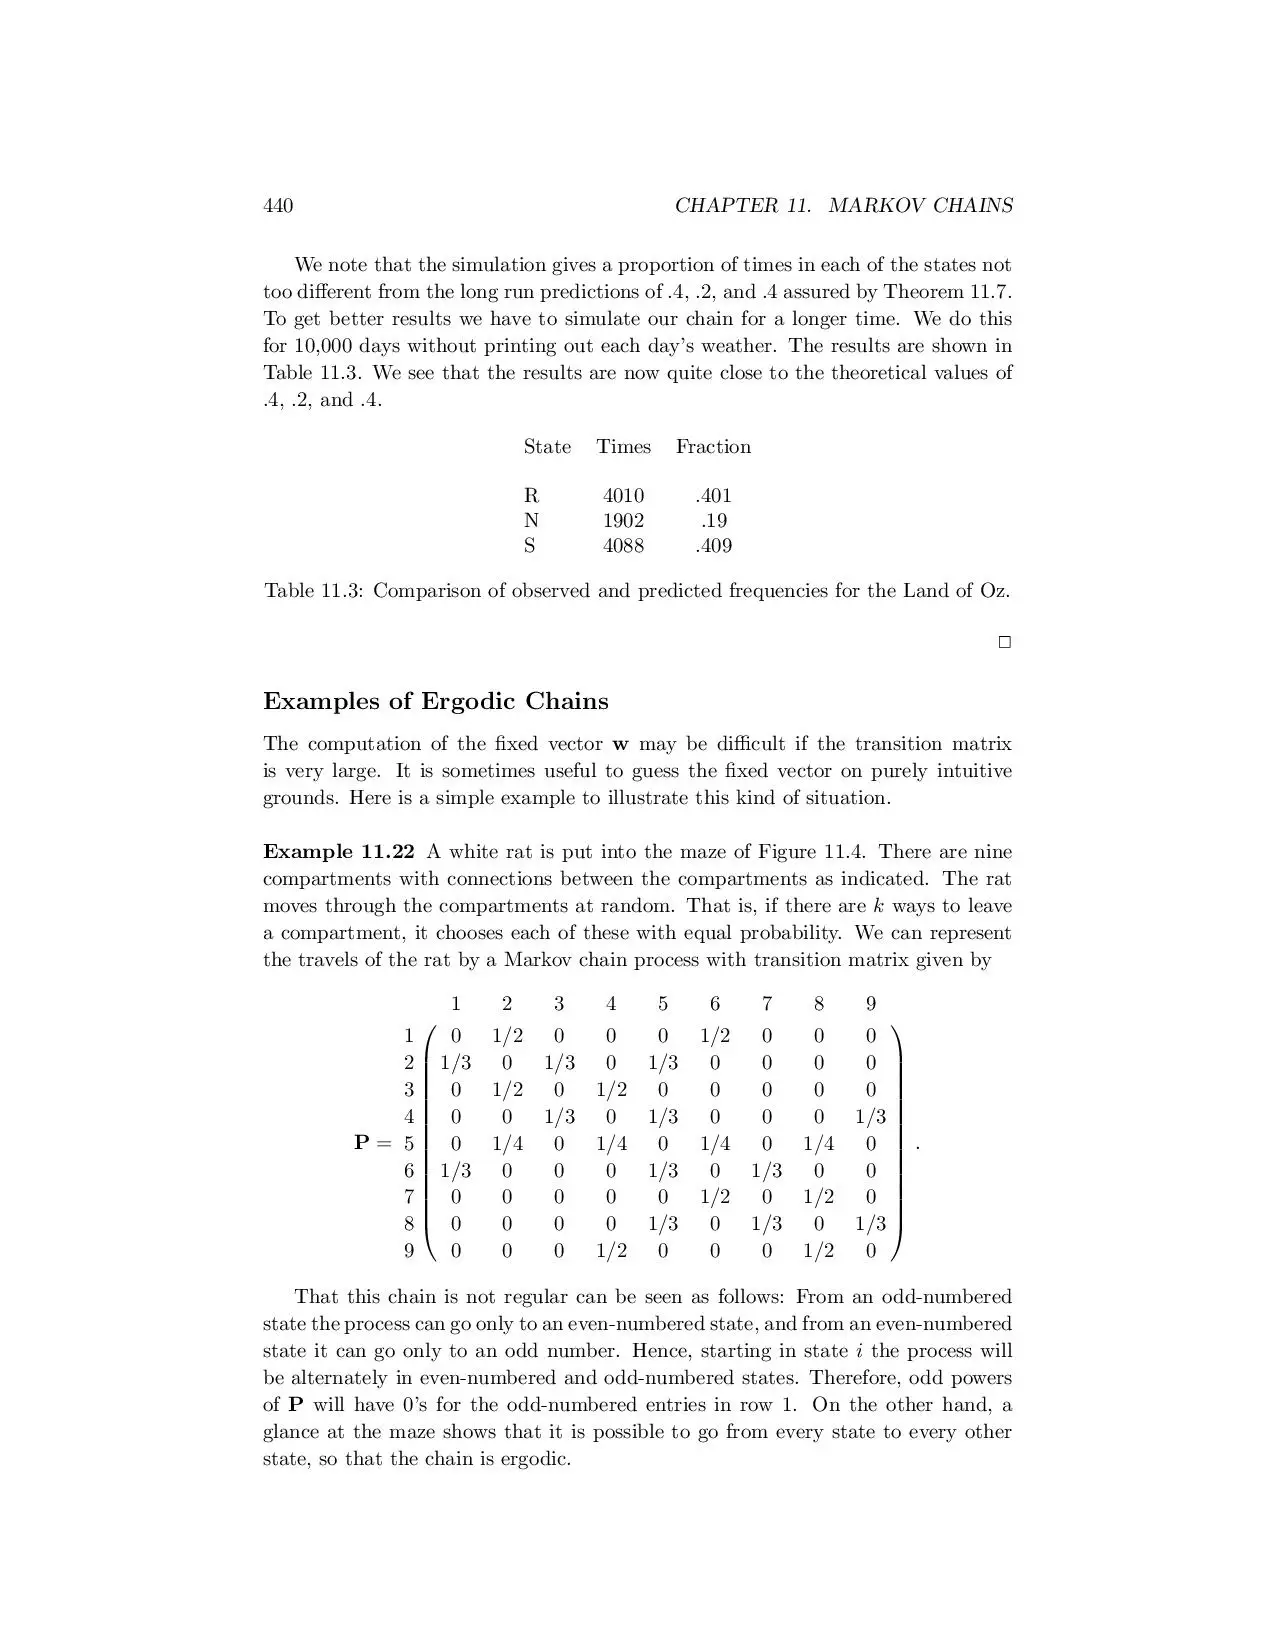 440 CHAPTER 11. MARKOV CHAINS
We note that the simulation gives a proportion of times in each of the states not
too different from the long run predictions of .4, .2, and .4 assured by Theorem 11.7.
To get better results we have to simulate our chain for a longer time. We do this
for 10,000 days without printing out each day's weather. The results are shown in
Table 11.3. We see that the results are now quite close to the theoretical values of
.4, .2, and .4.
State Times Fraction
R 4010 .401
N 1902 .19
S 4088 .409
Table 11.3: Comparison of observed and predicted frequencies for the Land of Oz.
□
Examples of Ergodic Chains
The computation of the fixed vector w may be difficult if the transition matrix
is very large. It is sometimes useful to guess the fixed vector on purely intuitive
grounds. Here is a simple example to illustrate this kind of situation.
Example 11.22 A white rat is put into the maze of Figure 11.4. There are nine
compartments with connections between the compartments as indicated. The rat
moves through the compartments at random. That is, if there are k ways to leave
a compartment, it chooses each of these with equal probability. We can represent
the travels of the rat by a Markov chain process with transition matrix given by
1 2 3 4 5 6 7 8 9
1 0 1/2 0 0 0 1/2 0 0 0
2 1/3 0 1/3 0 1/3 0 0 0 0
3 0 1/2 0 1/2 0 0 0 0 0
4 0 0 1/3 0 1/3 0 0 0 1/3
P = 5 0 1/4 0 1/4 0 1/4 0 1/4 0 .
6 1/3 0 0 0 1/3 0 1/3 0 0
7 0 0 0 0 0 1/2 0 1/2 0
8 0 0 0 0 1/3 0 1/3 0 1/3
9 0 0 0 1/2 0 0 0 1/2 0
That this chain is not regular can be seen as follows: From an odd-numbered
state the process can go only to an even-numbered state, and from an even-numbered
state it can go only to an odd number. Hence, starting in state i the process will
be alternately in even-numbered and odd-numbered states. Therefore, odd powers
of P will have 0's for the odd-numbered entries in row 1. On the other hand, a
glance at the maze shows that it is possible to go from every state to every other
state, so that the chain is ergodic.